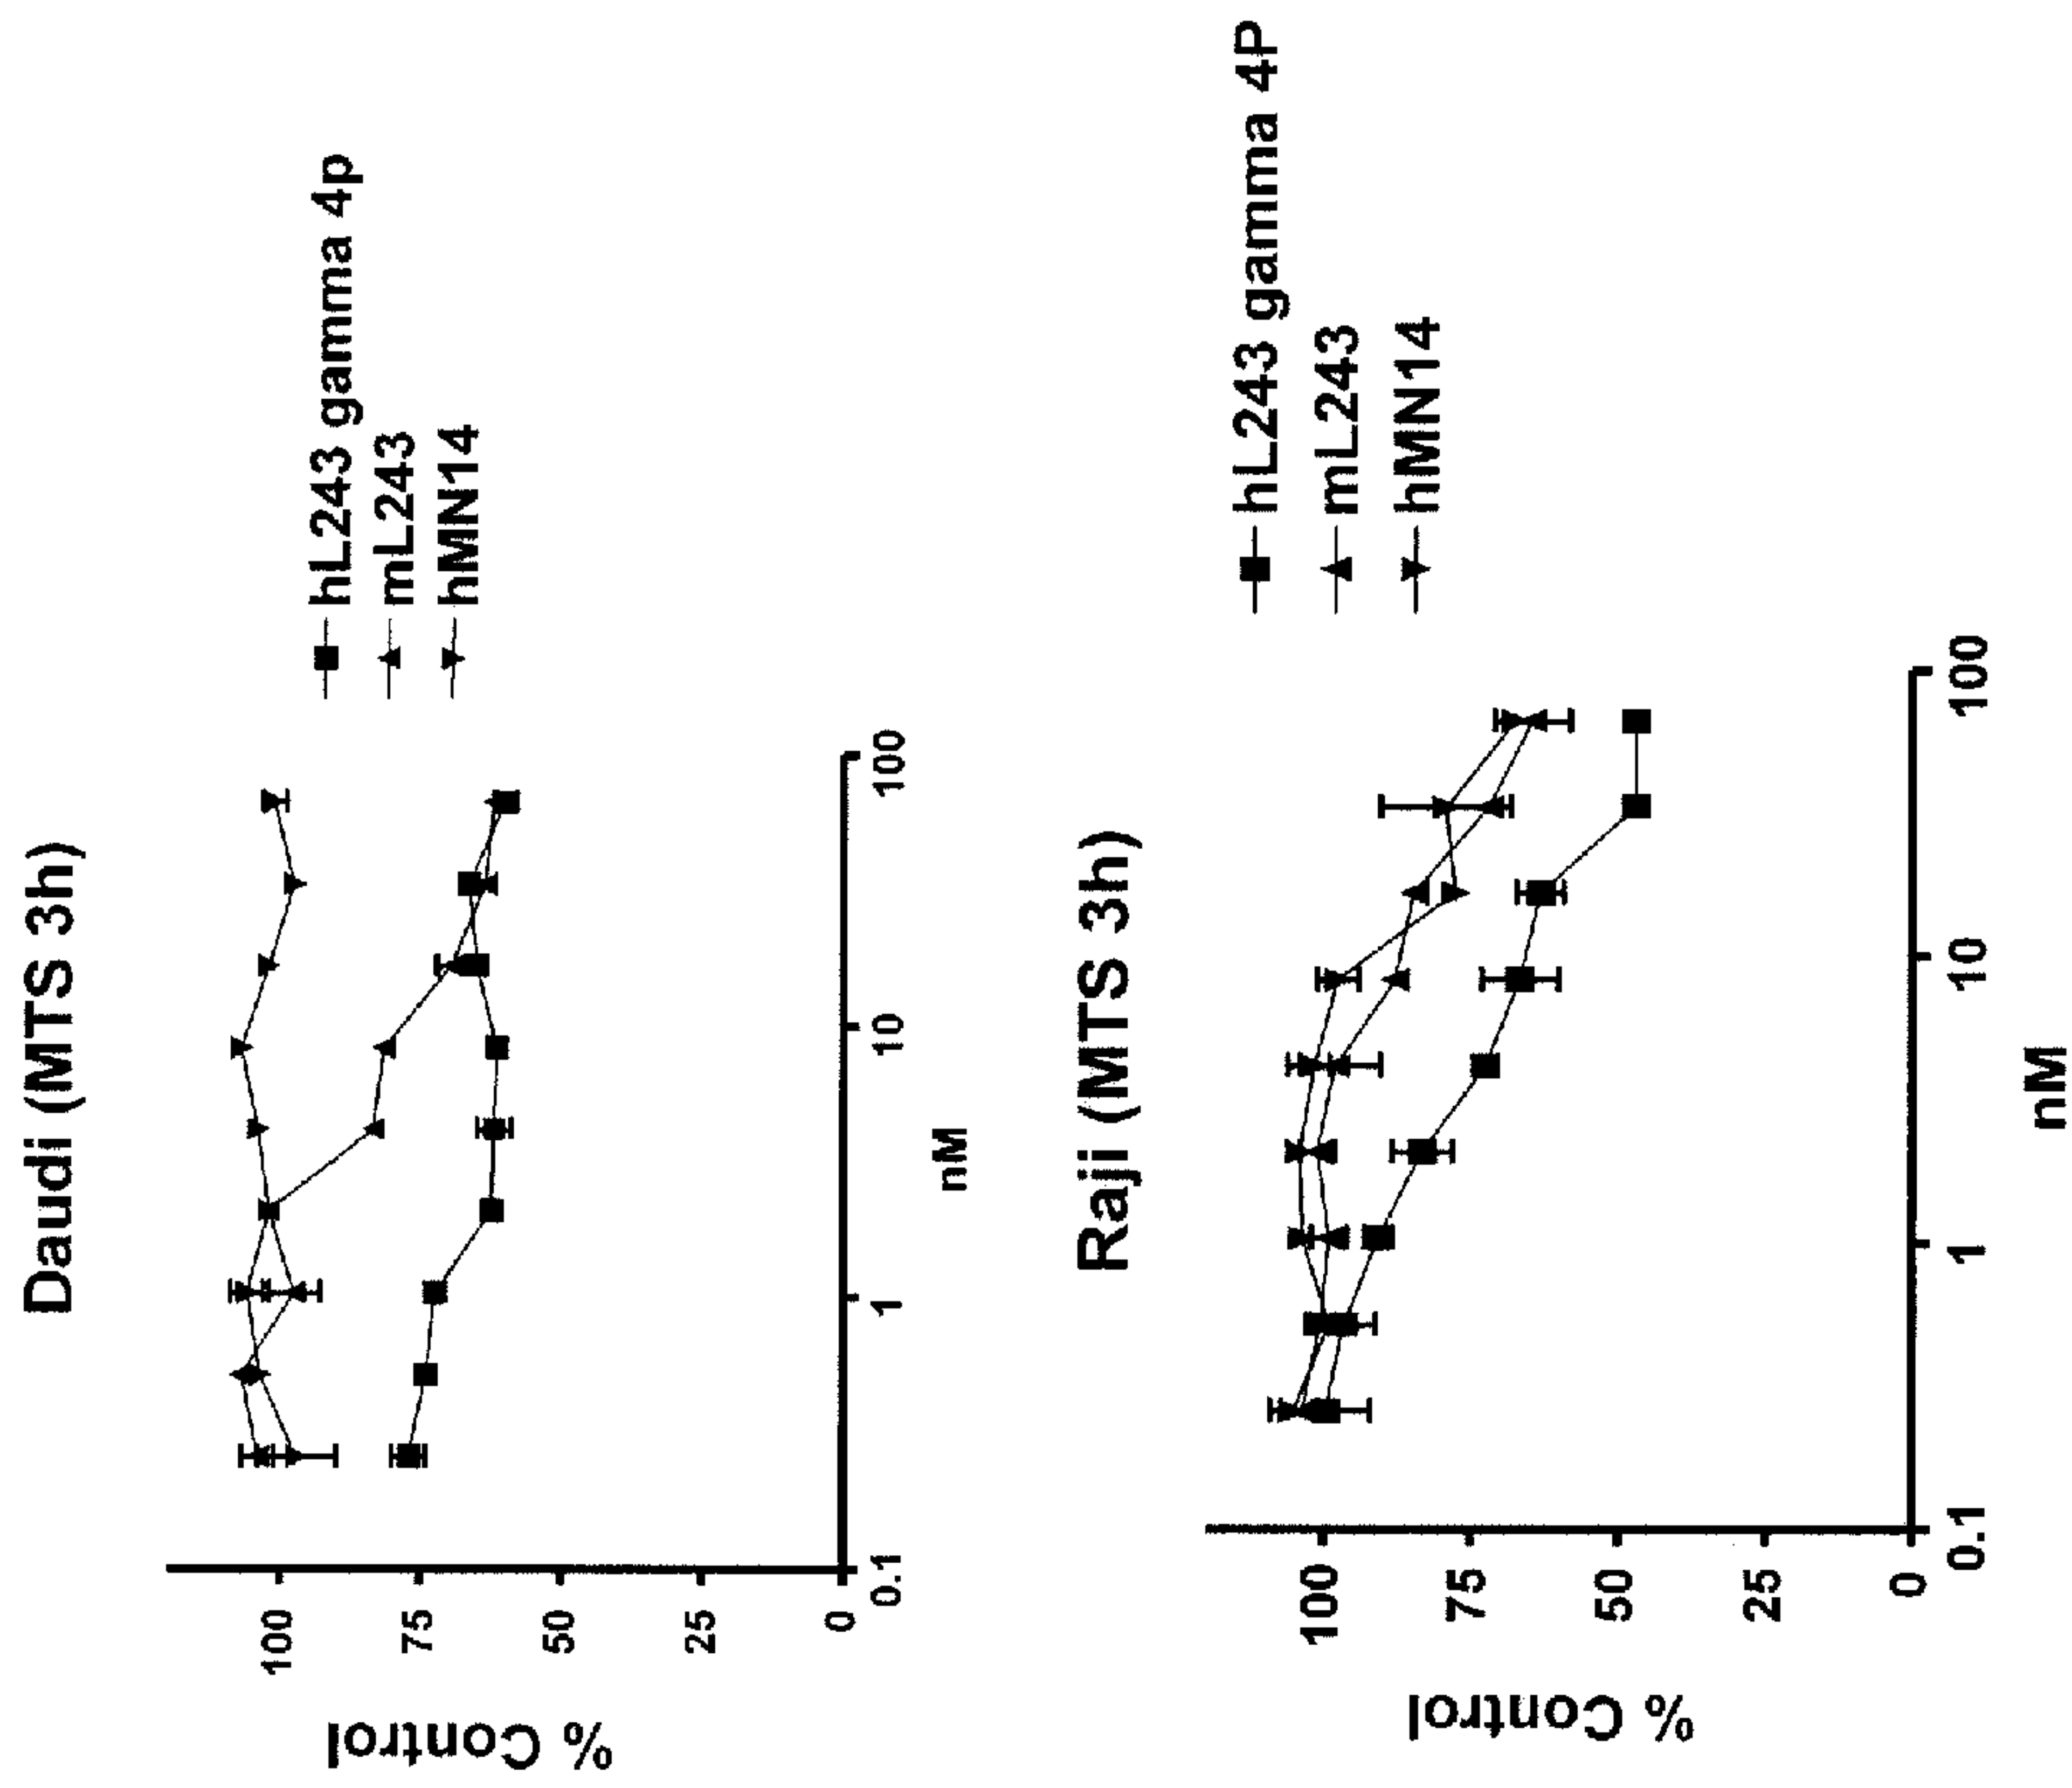 Daudi (MTS 3h)
% Control
100
75
50
25
0
0.1
1
10
100
nM
hL243 gamma 4p
mL243
hMN14
Raji (MTS 3h)
% Control
100
75
50
25
0
0.1
1
10
100
nM
hL243 gamma 4P
mL243
hMN14